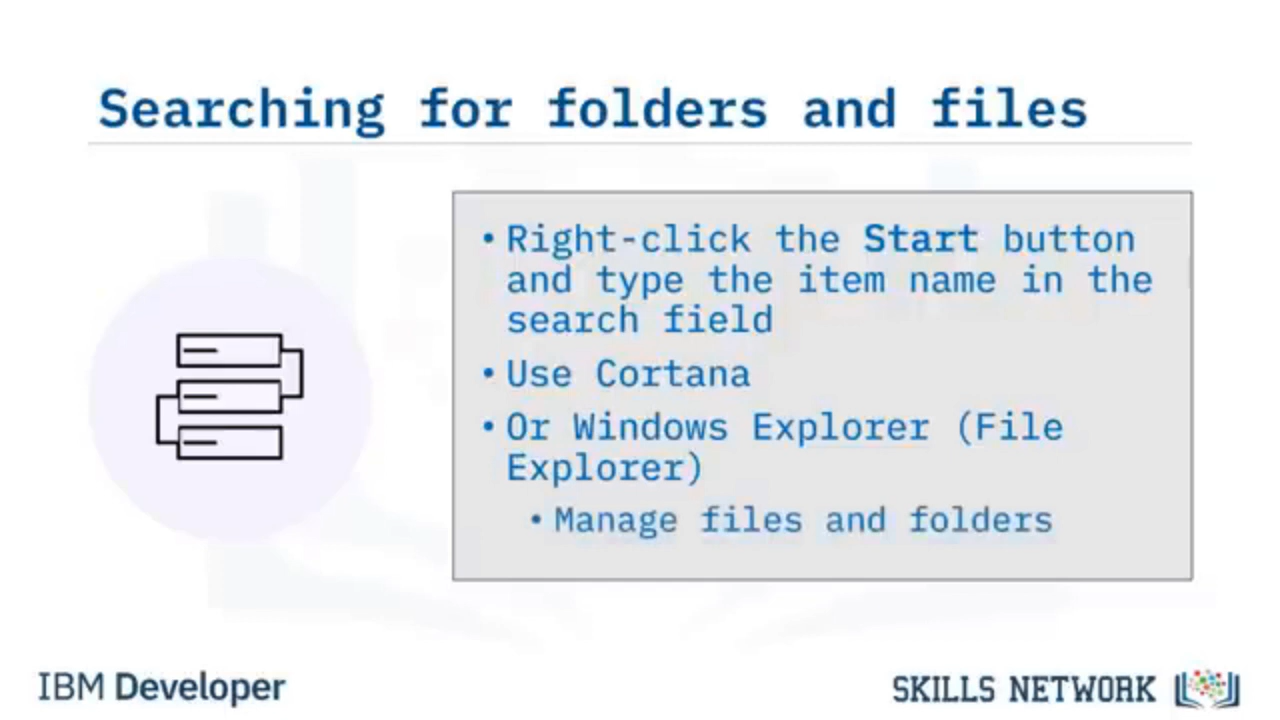 Searching for folders and files
• Right-click the Start button
and type the item name in the
search field
• Use Cortana
• Or Windows Explorer (File
Explorer)
• Manage files and folders
IBM Developer
SKILLS NETWORK